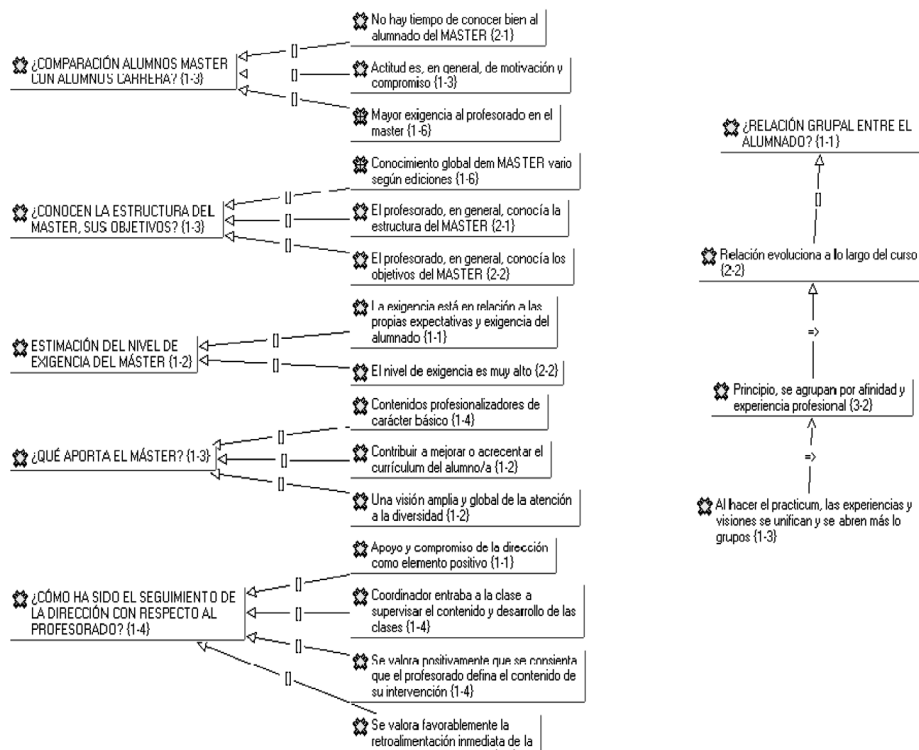 No hay tiempo de conocer bien al
alumnado del MASTER {2-1}
¿COMPARACIÓN ALUMNOS MASTER
CON ALUMNOS CARRERA? {1-3}
[]
[]
[]
Actitud es, en general, de motivación y
compromiso {1-3}
Mayor exigencia al profesorado en el
master {1-6}
Conocimiento global dem MASTER vario
según ediciones {1-6}
¿CONOCEN LA ESTRUCTURA DEL
MASTER, SUS OBJETIVOS? {1-3}
[]
[]
[]
El profesorado, en general, conocía la
estructura del MASTER {2-1}
El profesorado, en general, conocía los
objetivos del MASTER {2-2}
La exigencia está en relación a las
propias expectativas y exigencia del
alumnado {1-1}
ESTIMACIÓN DEL NIVEL DE
EXIGENCIA DEL MÁSTER {1-2}
[]
[]
El nivel de exigencia es muy alto {2-2}
Contenidos profesionalizadores de
carácter básico {1-4}
¿QUÉ APORTA EL MÁSTER? {1-3}
[]
[]
[]
Contribuir a mejorar o acrecentar el
currículum del alumno/a {1-2}
Una visión amplia y global de la atención
a la diversidad {1-2}
Apoyo y compromiso de la dirección
como elemento positivo {1-1}
¿CÓMO HA SIDO EL SEGUIMIENTO DE
LA DIRECCIÓN CON RESPECTO AL
PROFESORADO? {1-4}
[]
[]
[]
[]
Coordinador entraba a la clase a
supervisar el contenido y desarrollo de las
clases {1-4}
Se valora positivamente que se consienta
que el profesorado defina el contenido de
su intervención {1-4}
Se valora favorablemente la
retroalimentación inmediata de la
¿RELACIÓN GRUPAL ENTRE EL
ALUMNADO? {1-1}
[]
Relación evoluciona a lo largo del curso
{2-2}
=>
Principio, se agrupan por afinidad y
experiencia profesional {3-2}
=>
Al hacer el practicum, las experiencias y
visiones se unifican y se abren más lo
grupos {1-3}